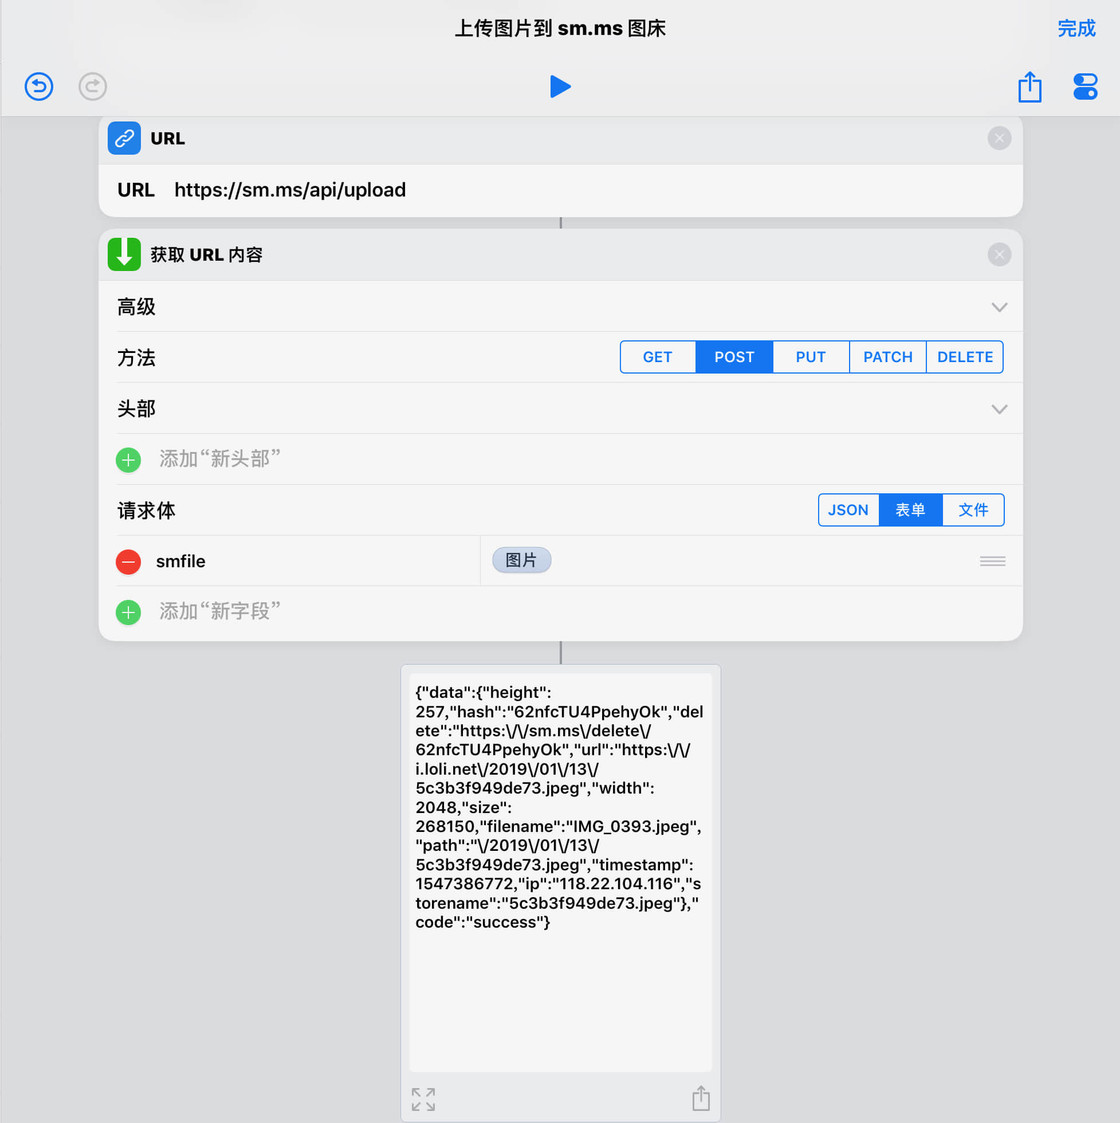 上传图片到 sm.ms 图床
完成
URL
URL https://sm.ms/api/upload
获取 URL 内容
高级
方法 GET POST PUT PATCH DELETE
头部
添加“新头部”
请求体 JSON 表单 文件
smfile 图片
添加“新字段”
{"data":{"height":
257,"hash":"62nfcTU4PpehyOk","del
ete":"https:\/\/sm.ms\/delete\/
62nfcTU4PpehyOk","url":"https:\/\/
i.loli.net\/2019\/01\/13\/
5c3b3f949de73.jpeg","width":
2048,"size":
268150,"filename":"IMG_0393.jpeg",
"path":"\/2019\/01\/13\/
5c3b3f949de73.jpeg","timestamp":
1547386772,"ip":"118.22.104.116","s
torename":"5c3b3f949de73.jpeg"},"
code":"success"}